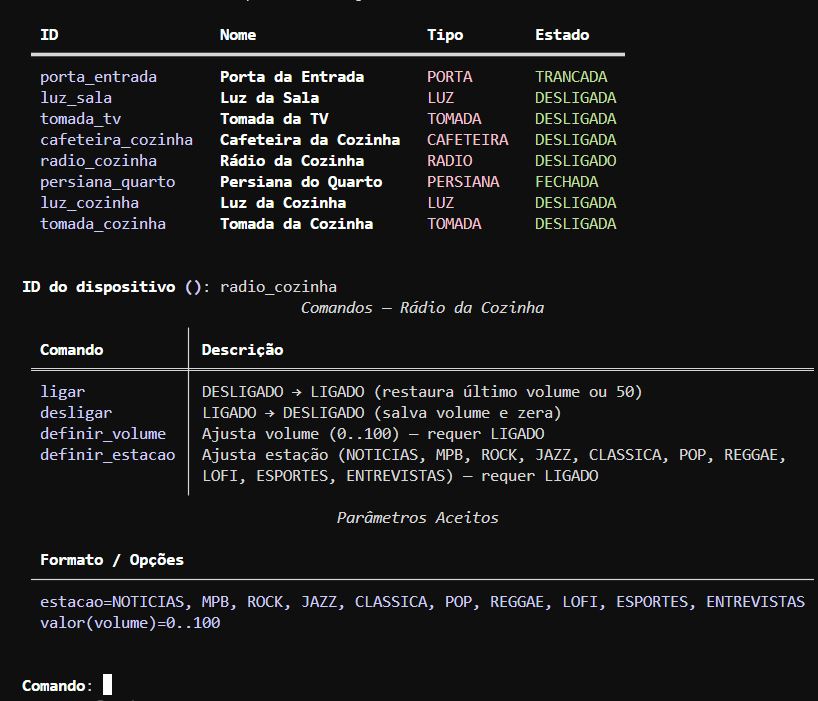 ID Nome Tipo Estado
porta_entrada Porta da Entrada PORTA TRANCADA
luz_sala Luz da Sala LUZ DESLIGADA
tomada_tv Tomada da TV TOMADA DESLIGADA
cafeteira_cozinha Cafeteira da Cozinha CAFETEIRA DESLIGADA
radio_cozinha Rádio da Cozinha RADIO DESLIGADO
persiana_quarto Persiana do Quarto PERSIANA FECHADA
luz_cozinha Luz da Cozinha LUZ DESLIGADA
tomada_cozinha Tomada da Cozinha TOMADA DESLIGADA
ID do dispositivo (): radio_cozinha
Comandos — Rádio da Cozinha
Comando Descrição
ligar DESLIGADO → LIGADO (restaura último volume ou 50)
desligar LIGADO → DESLIGADO (salva volume e zera)
definir_volume Ajusta volume (0..100) — requer LIGADO
definir_estacao Ajusta estação (NOTICIAS, MPB, ROCK, JAZZ, CLASSICA, POP, REGGAE,
LOFI, ESPORTES, ENTREVISTAS) — requer LIGADO
Parâmetros Aceitos
Formato / Opções
estacao=NOTICIAS, MPB, ROCK, JAZZ, CLASSICA, POP, REGGAE, LOFI, ESPORTES, ENTREVISTAS
valor(volume)=0..100
Comando: